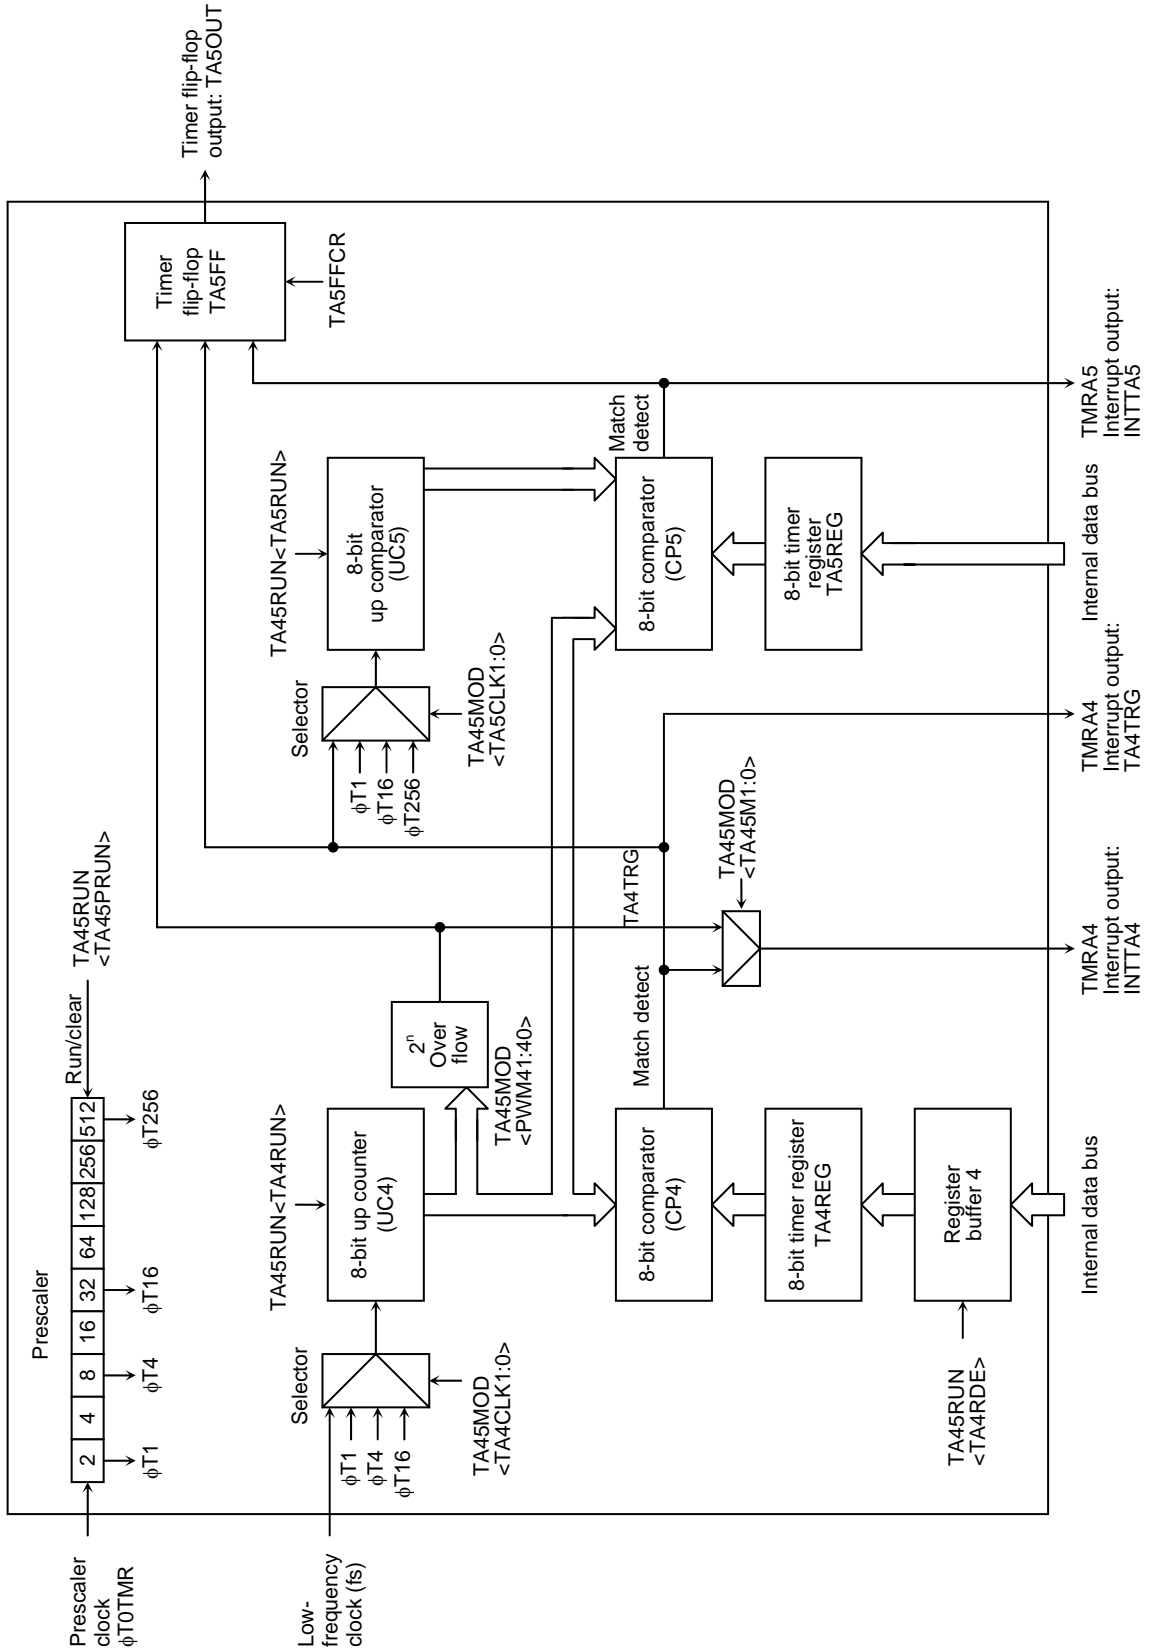 Prescaler
Prescaler
clock
ϕT0TMR
2 4 8 16 32 64 128 256 512
Run/clear
TA45RUN
<TA45PRUN>
ϕT1
ϕT4
ϕT16
ϕT256
Low-
frequency
clock (fs)
Selector
ϕT1
ϕT4
ϕT16
TA45MOD
<TA4CLK1:0>
TA45RUN<TA4RUN>
8-bit up counter
(UC4)
2ⁿ
Over
flow
TA45MOD
<PWM41:40>
TA4TRG
Selector
ϕT1
ϕT16
ϕT256
TA45MOD
<TA5CLK1:0>
TA45RUN<TA5RUN>
8-bit
up comparator
(UC5)
Timer
flip-flop
TA5FF
TA5FFCR
Timer flip-flop
output: TA5OUT
8-bit comparator
(CP4)
Match detect
TA45MOD
<TA45M1:0>
8-bit comparator
(CP5)
Match
detect
8-bit timer register
TA4REG
8-bit timer
register
TA5REG
TA45RUN
<TA4RDE>
Register
buffer 4
Internal data bus
TMRA4
Interrupt output:
INTTA4
TMRA4
Interrupt output:
TA4TRG
Internal data bus
TMRA5
Interrupt output:
INTTA5